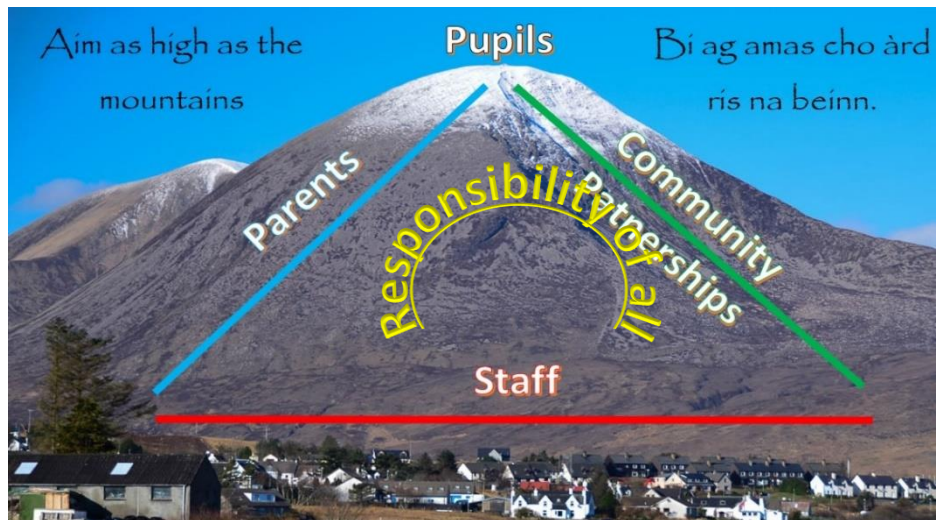 Aim as high as the
mountains
Pupils
Bi ag amas cho àrd
ris na beinn.
Parents
Responsibility of all
Community
Patnerships
Staff